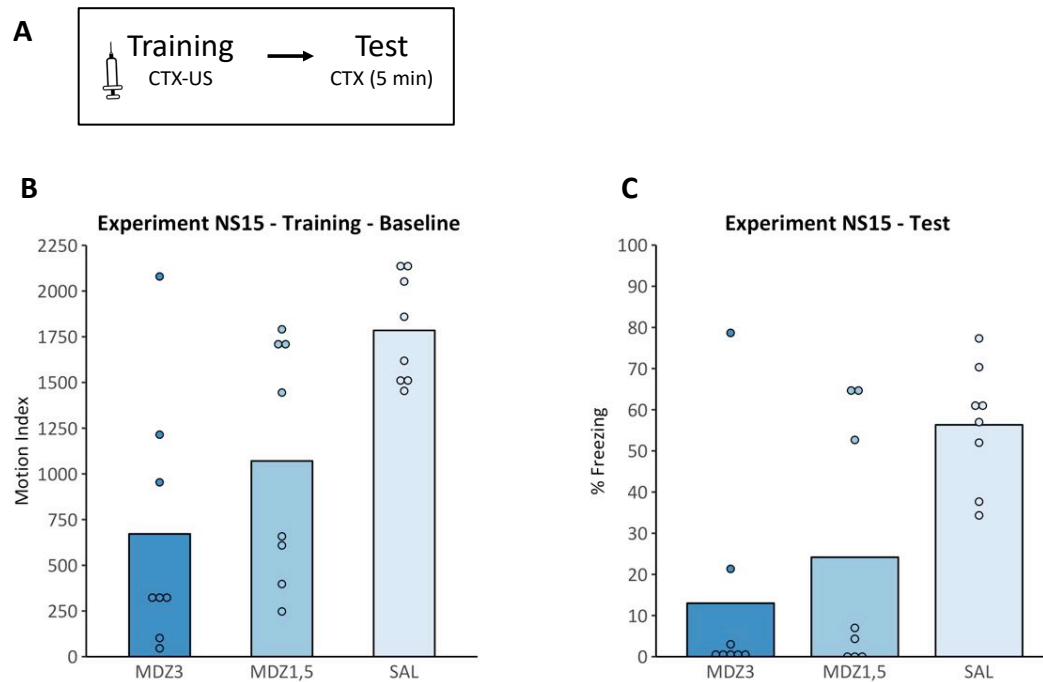 A
Training
Test
CTX-US
CTX (5 min)
B
Experiment NS15 - Training - Baseline
2250
2000
1750
1500
1250
1000
750
500
250
0
Motion Index
MDZ3
MDZ1,5
SAL
C
Experiment NS15 - Test
100
90
80
70
60
50
40
30
20
10
0
% Freezing
MDZ3
MDZ1,5
SAL